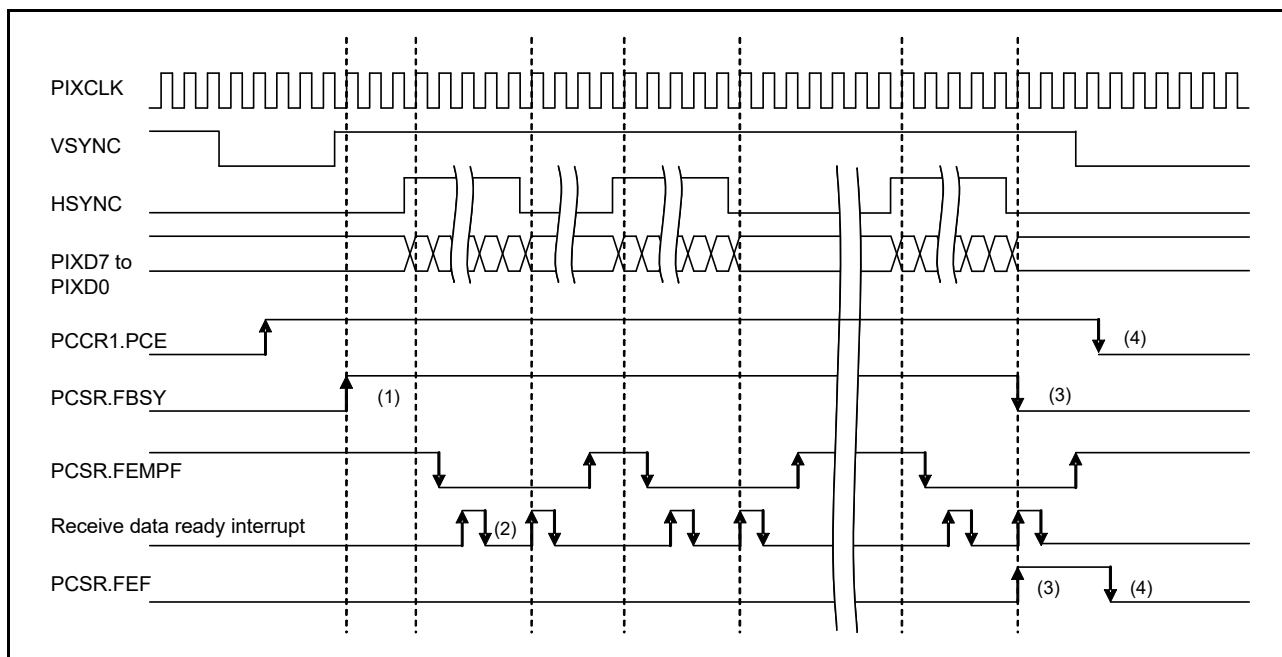 PIXCLK
VSYNC
HSYNC
PIXD7 to
PIXD0
PCCR1.PCE
(4)
PCSR.FBSY
(1)
(3)
PCSR.FEMPF
Receive data ready interrupt
(2)
PCSR.FEF
(3)
(4)